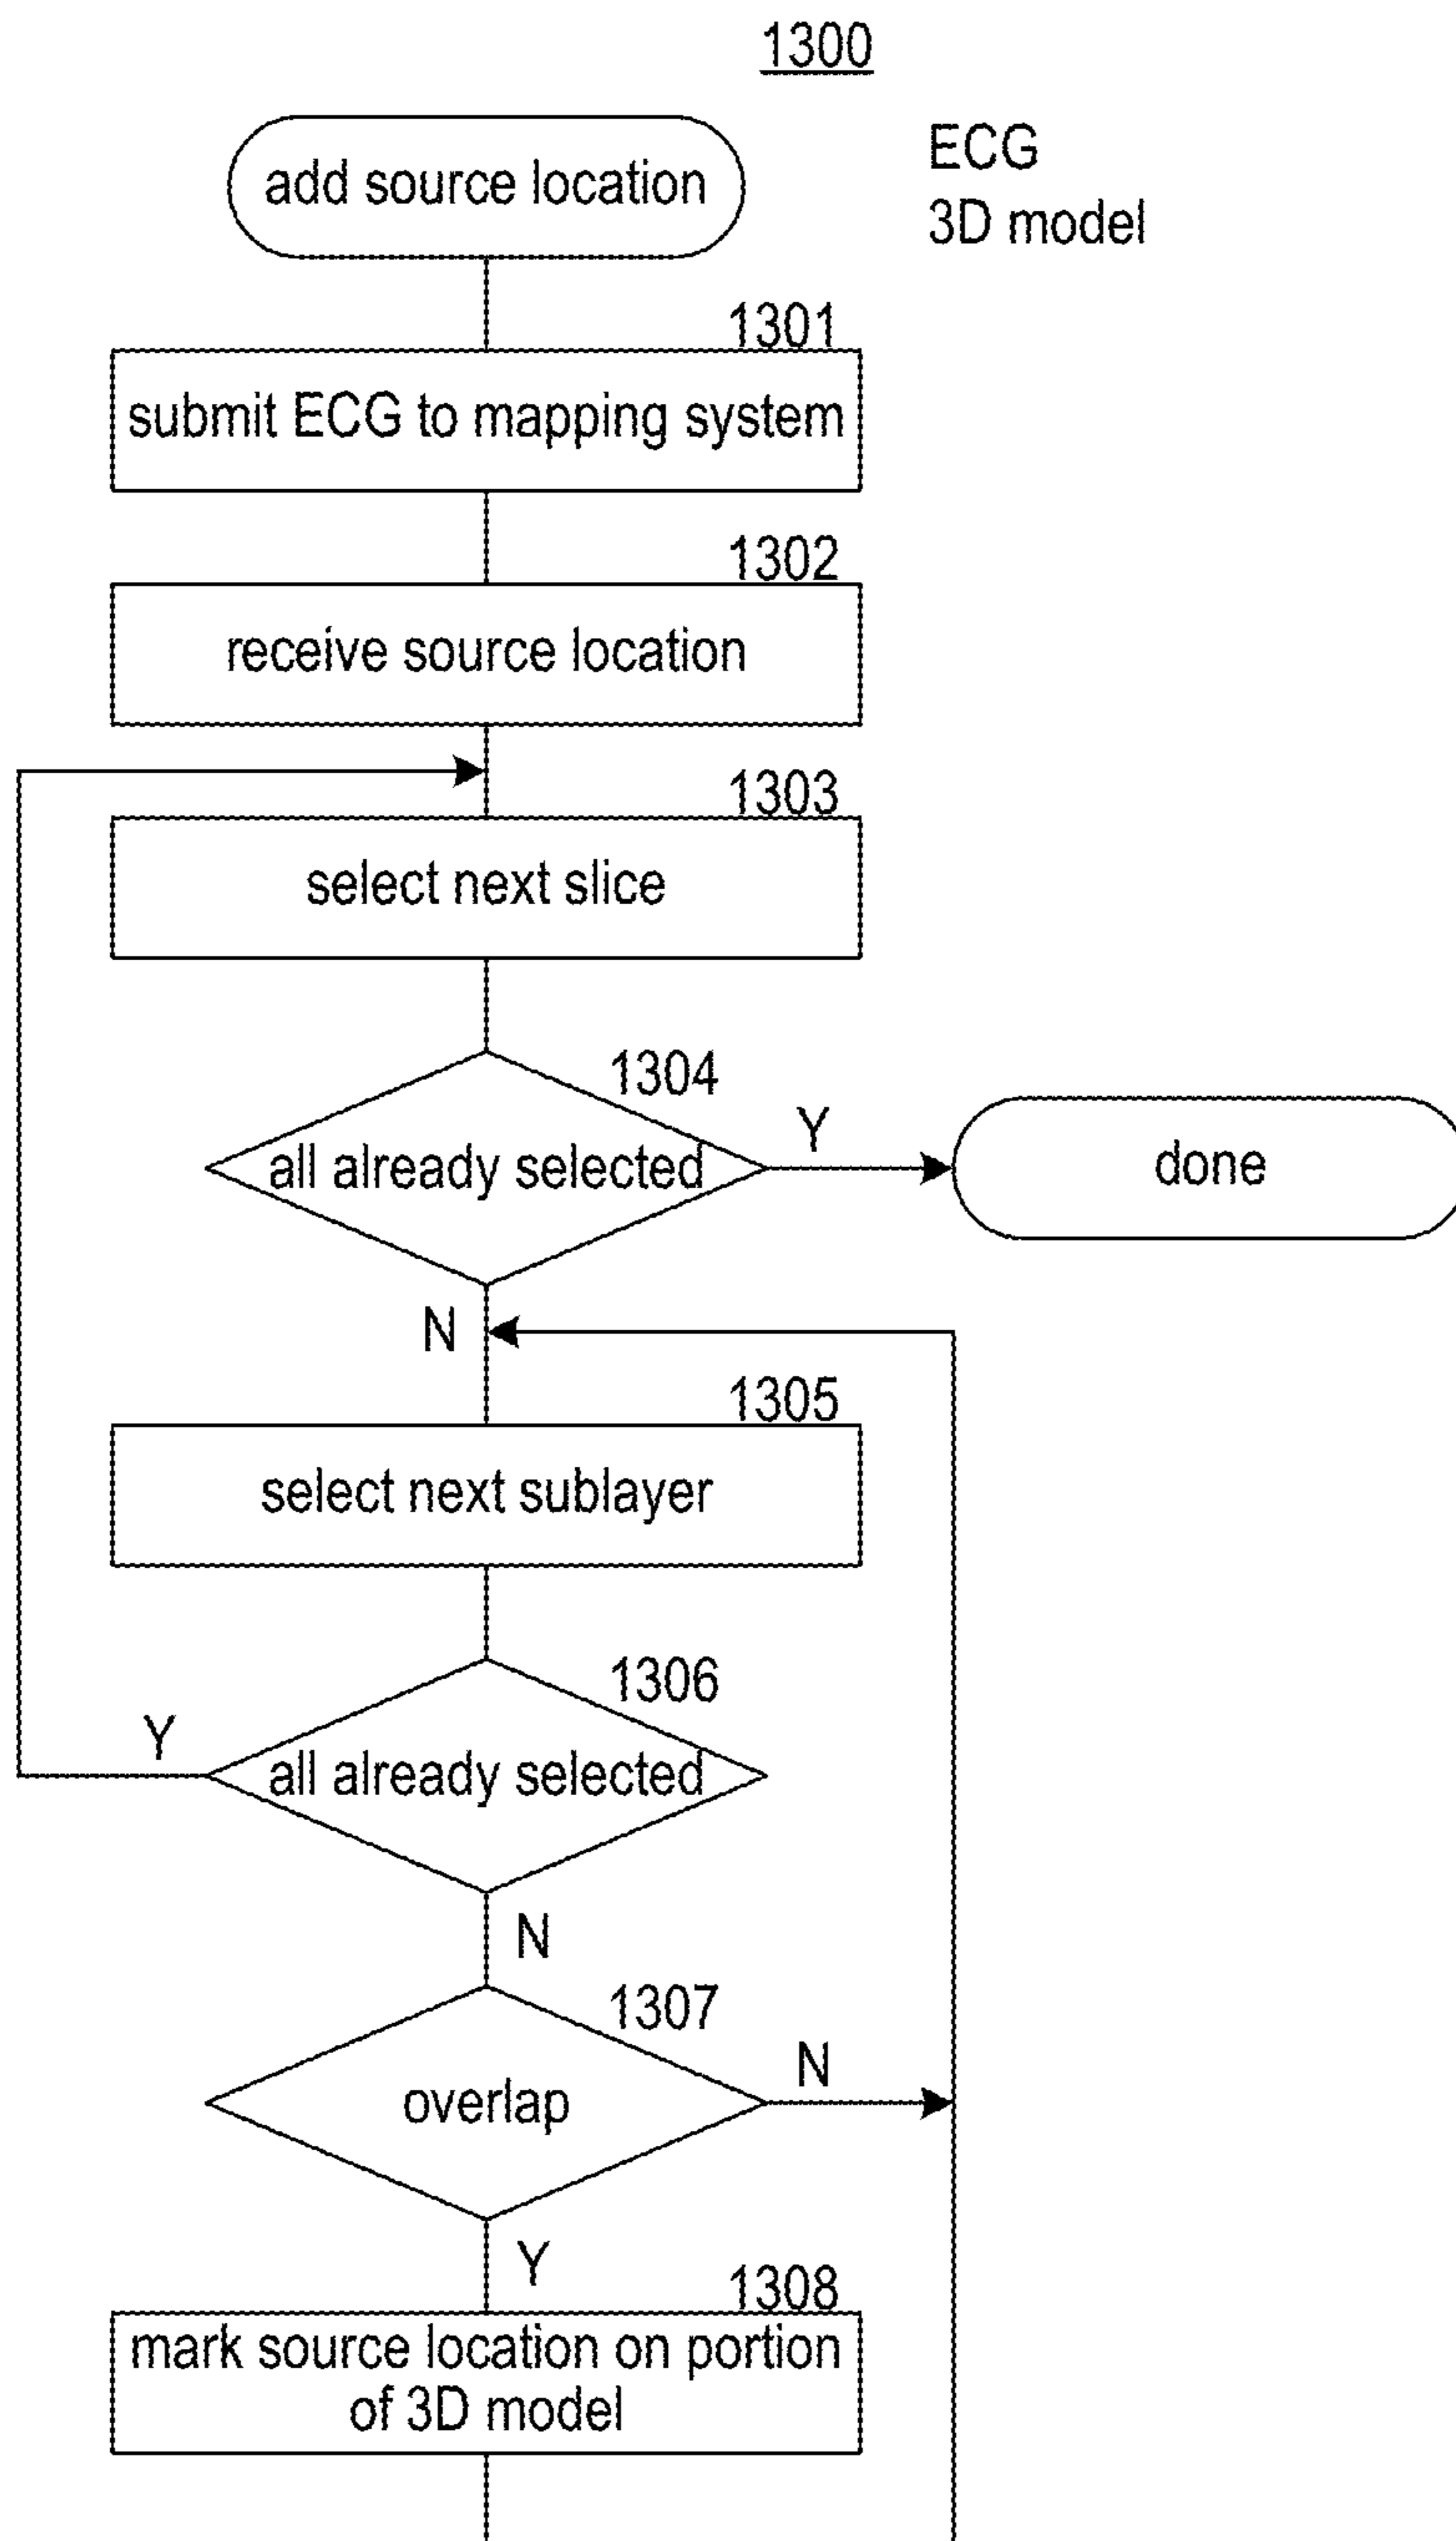 1300
add source location
ECG
3D model
1301
submit ECG to mapping system
1302
receive source location
1303
select next slice
1304
all already selected
Y
done
N
1305
select next sublayer
1306
Y
all already selected
N
1307
overlap
N
Y
1308
mark source location on portion
of 3D model